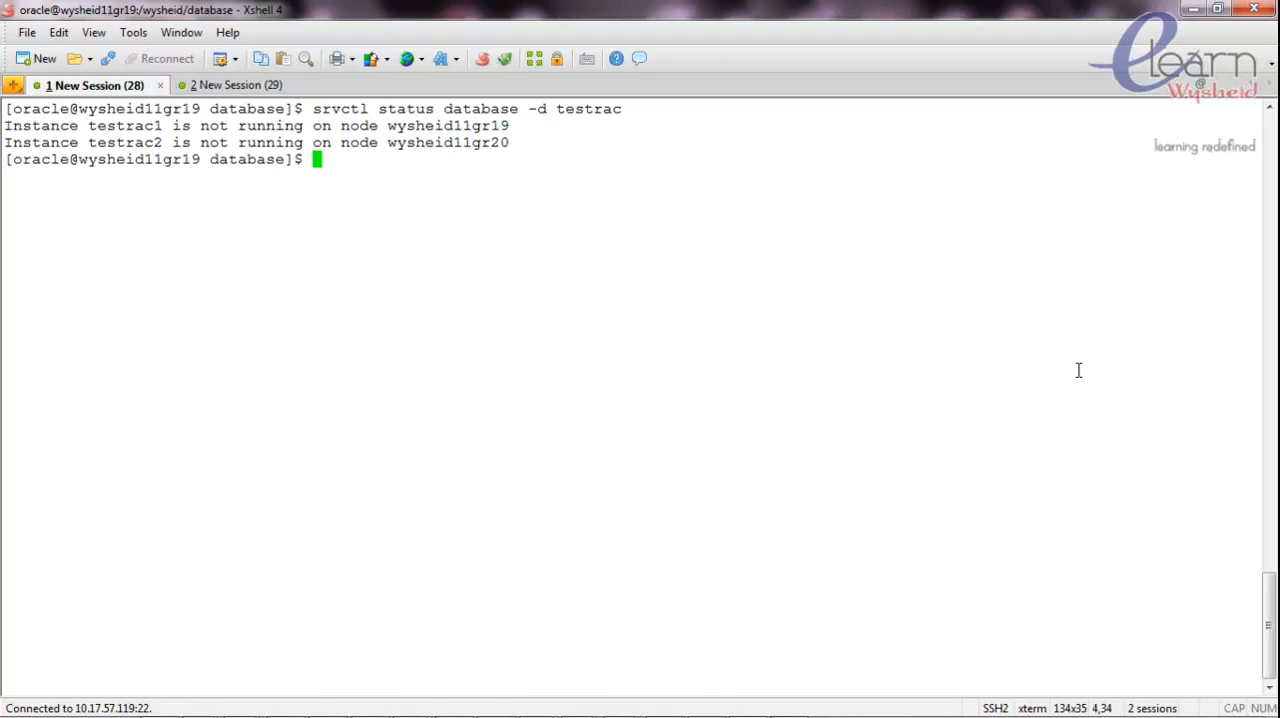 oracle@wysheid11gr19:/wysheid/database - Xshell 4
File Edit View Tools Window Help
New Reconnect
1 New Session (28) × 2 New Session (29)
[oracle@wysheid11gr19 database]$ srvctl status database -d testrac
Instance testrac1 is not running on node wysheid11gr19
Instance testrac2 is not running on node wysheid11gr20
[oracle@wysheid11gr19 database]$
eLearn
@
Wysheid
learning redefined
Connected to 10.17.57.119:22. SSH2 xterm 134x35 4,34 2 sessions CAP NUM